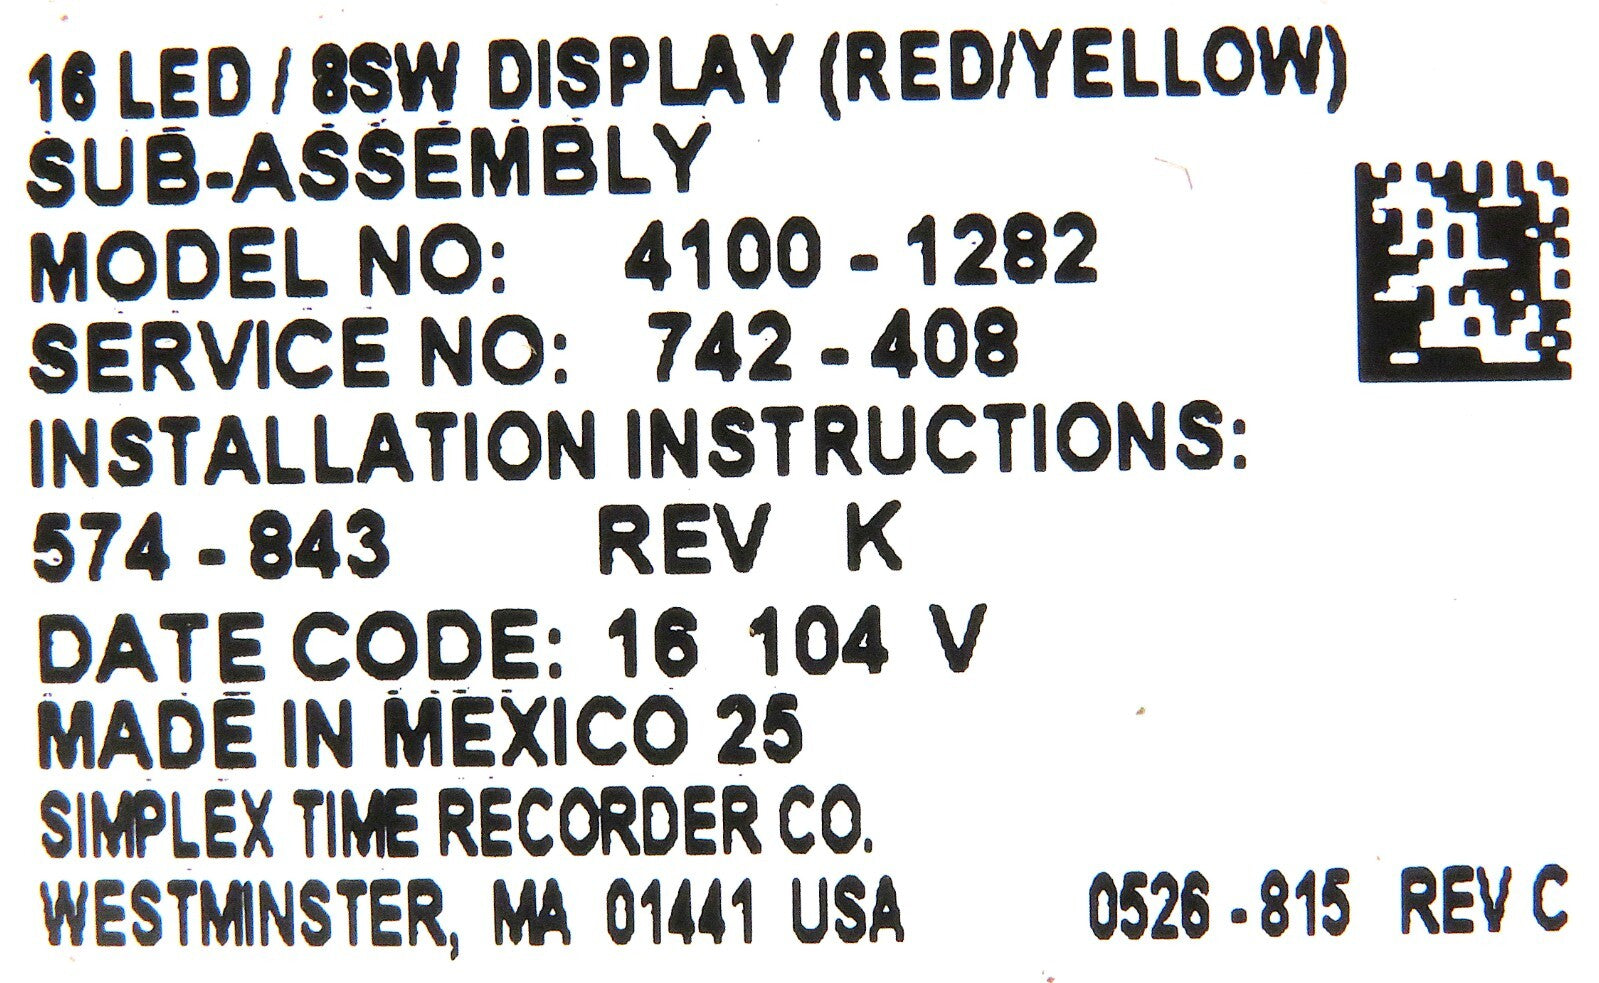 16 LED / 8SW DISPLAY (RED/YELLOW)
SUB-ASSEMBLY
MODEL NO: 4100 - 1282
SERVICE NO: 742 - 408
INSTALLATION INSTRUCTIONS:
574 - 843 REV K
DATE CODE: 16 104 V
MADE IN MEXICO 25
SIMPLEX TIME RECORDER CO.
WESTMINSTER, MA 01441 USA 0526 - 815 REV C